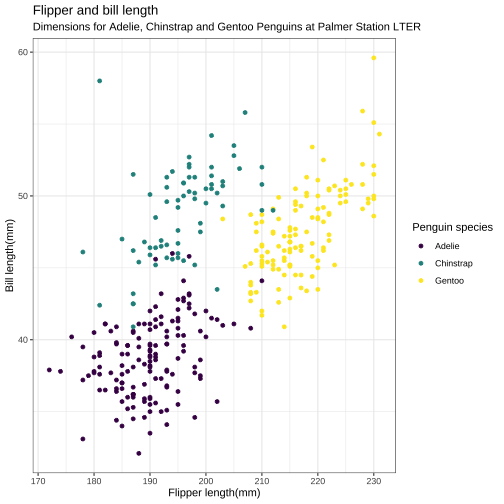 Flipper and bill length
Dimensions for Adelie, Chinstrap and Gentoo Penguins at Palmer Station LTER
60
50
40
Bill length(mm)
170 180 190 200 210 220 230
Flipper length(mm)
Penguin species
Adelie
Chinstrap
Gentoo